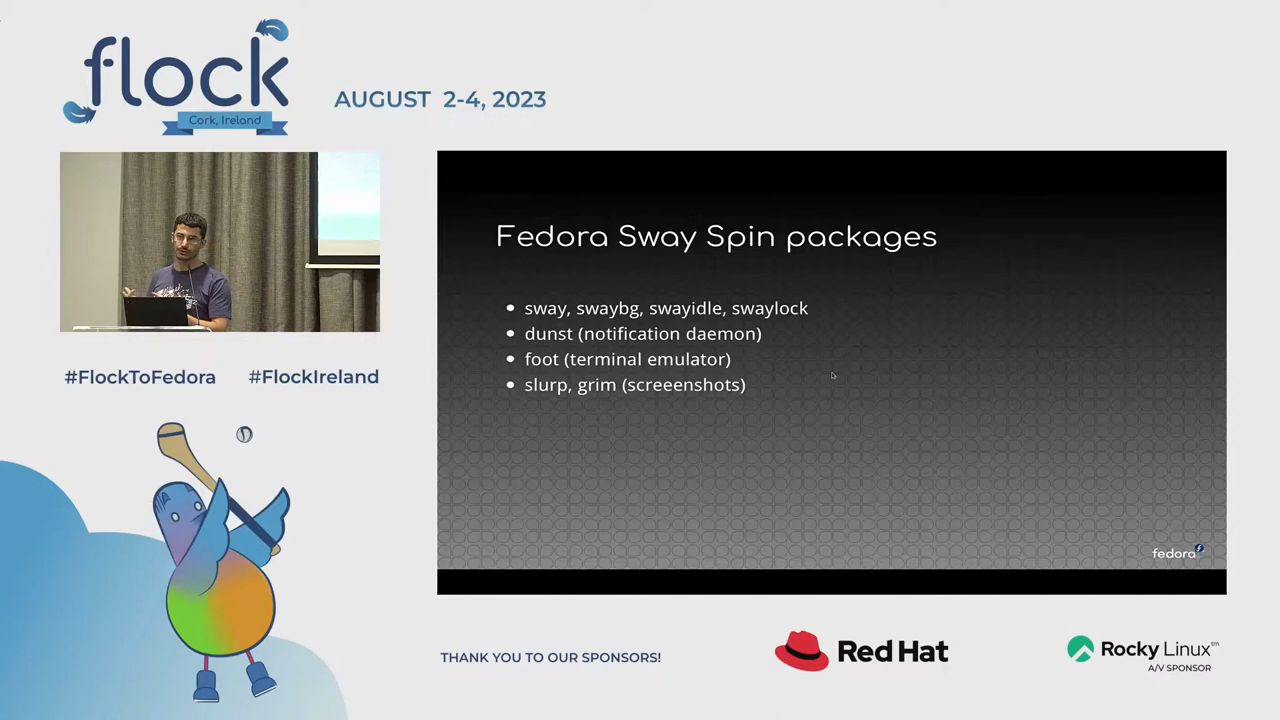 flock
Cork, Ireland
AUGUST 2-4, 2023
#FlockToFedora #FlockIreland
Fedora Sway Spin packages
• sway, swaybg, swayidle, swaylock
• dunst (notification daemon)
• foot (terminal emulator)
• slurp, grim (screeenshots)
fedora
THANK YOU TO OUR SPONSORS!
Red Hat
Rocky Linux™
A/V SPONSOR